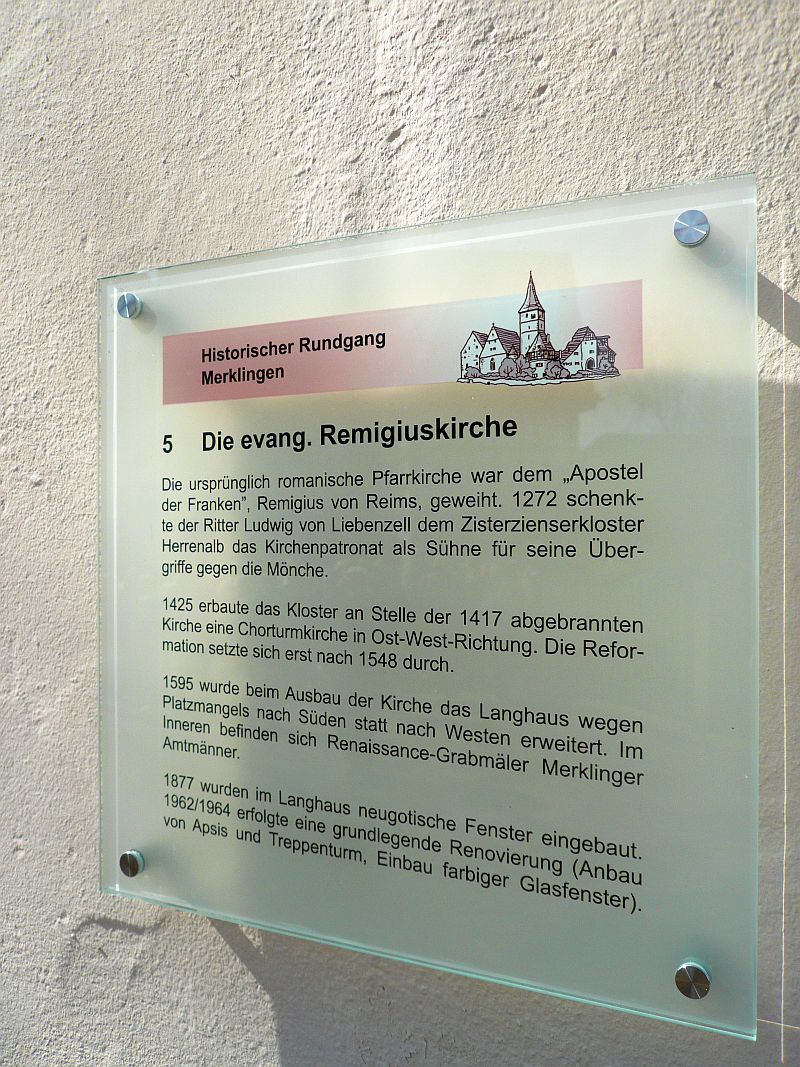 Historischer Rundgang
Merklingen
5 Die evang. Remigiuskirche
Die ursprünglich romanische Pfarrkirche war dem „Apostel
der Franken”, Remigius von Reims, geweiht. 1272 schenk-
te der Ritter Ludwig von Liebenzell dem Zisterzienserkloster
Herrenalb das Kirchenpatronat als Sühne für seine Über-
griffe gegen die Mönche.
1425 erbaute das Kloster an Stelle der 1417 abgebrannten
Kirche eine Chorturmkirche in Ost-West-Richtung. Die Refor-
mation setzte sich erst nach 1548 durch.
1595 wurde beim Ausbau der Kirche das Langhaus wegen
Platzmangels nach Süden statt nach Westen erweitert. Im
Inneren befinden sich Renaissance-Grabmäler Merklinger
Amtmänner.
1877 wurden im Langhaus neugotische Fenster eingebaut.
1962/1964 erfolgte eine grundlegende Renovierung (Anbau
von Apsis und Treppenturm, Einbau farbiger Glasfenster).